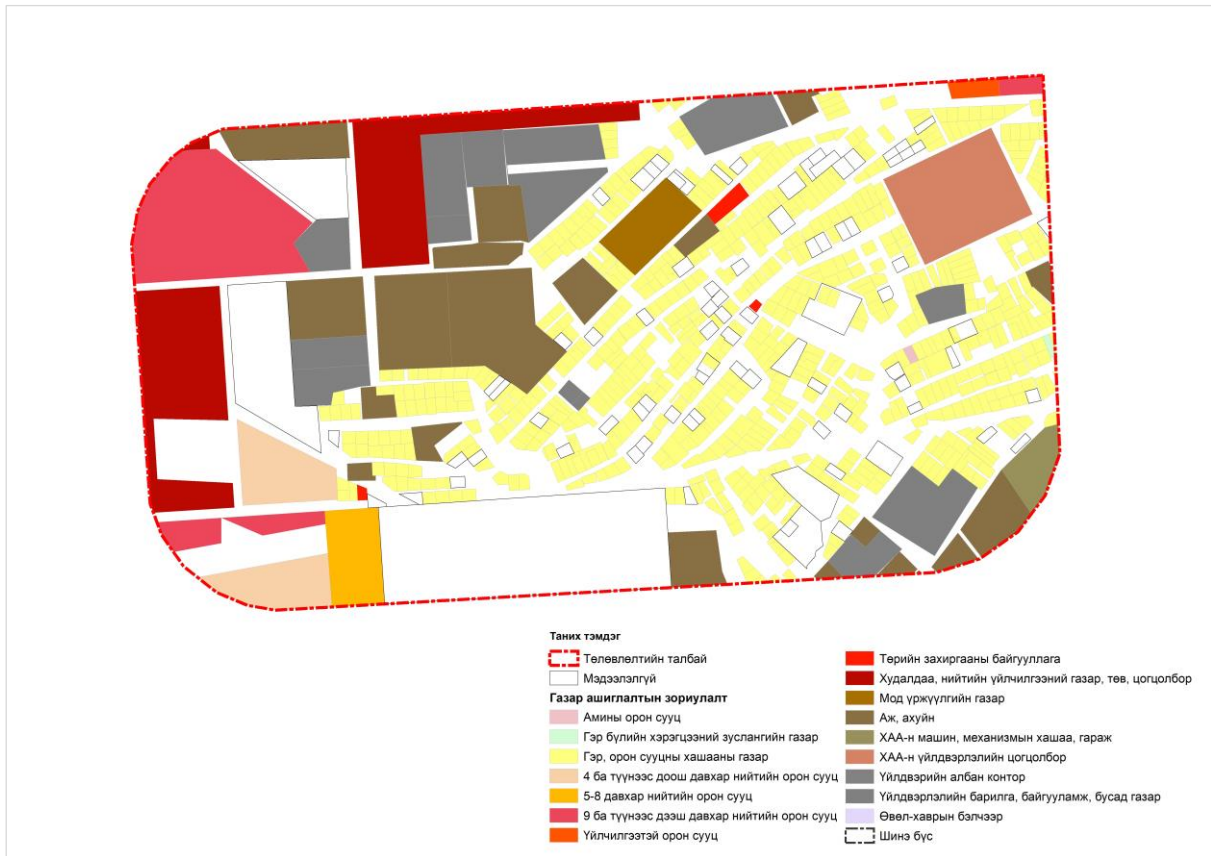 Таних тэмдэг
Төлөвлөлтийн талбай
Мэдээлэлгүй
Газар ашиглалтын зориулалт
Амины орон сууц
Гэр бүлийн хэрэгцээний зуслангийн газар
Гэр, орон сууцны хашааны газар
4 ба түүнээс доош давхар нийтийн орон сууц
5-8 давхар нийтийн орон сууц
9 ба түүнээс дээш давхар нийтийн орон сууц
Үйлчилгээтэй орон сууц
Төрийн захиргааны байгууллага
Худалдаа, нийтийн үйлчилгээний газар, төв, цогцолбор
Мод үржүүлгийн газар
Аж, ахуйн
ХАА-н машин, механизмын хашаа, гараж
ХАА-н үйлдвэрлэлийн цогцолбор
Үйлдвэрийн албан контор
Үйлдвэрлэлийн барилга, байгууламж, бусад газар
Өвөл-хаврын бэлчээр
Шинэ бүс